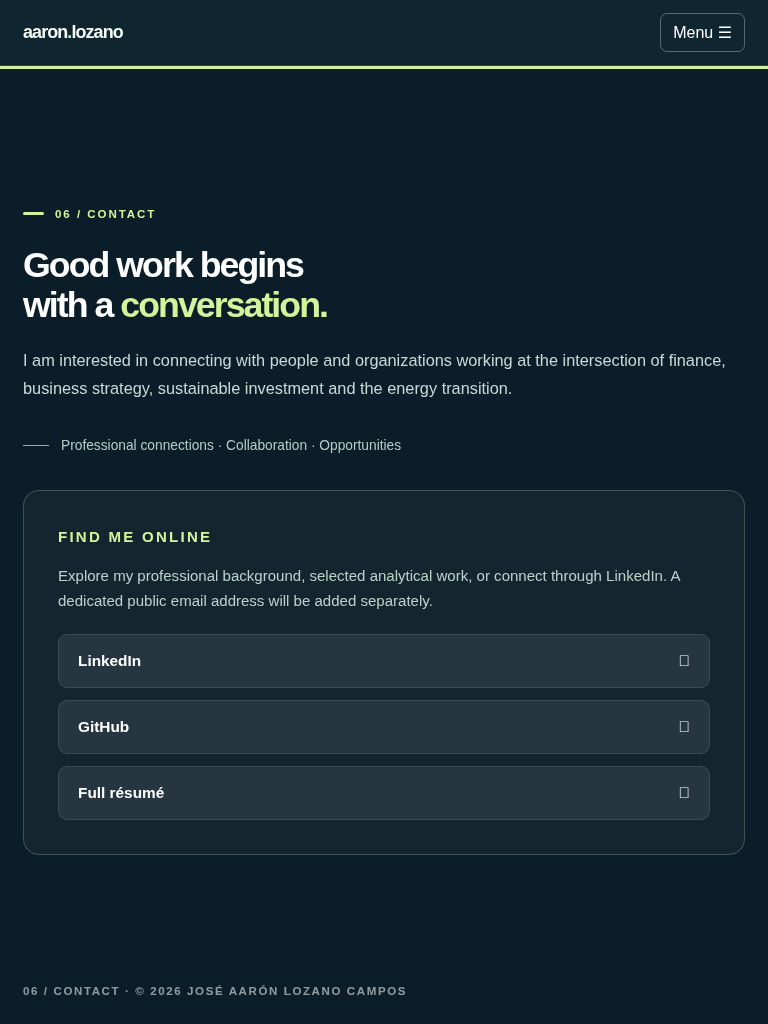 aaron.lozano
Menu ☰
06 / CONTACT
Good work begins
with a conversation.
I am interested in connecting with people and organizations working at the intersection of finance,
business strategy, sustainable investment and the energy transition.
Professional connections · Collaboration · Opportunities
FIND ME ONLINE
Explore my professional background, selected analytical work, or connect through LinkedIn. A
dedicated public email address will be added separately.
LinkedIn
GitHub
Full résumé
06 / CONTACT · © 2026 JOSÉ AARÓN LOZANO CAMPOS